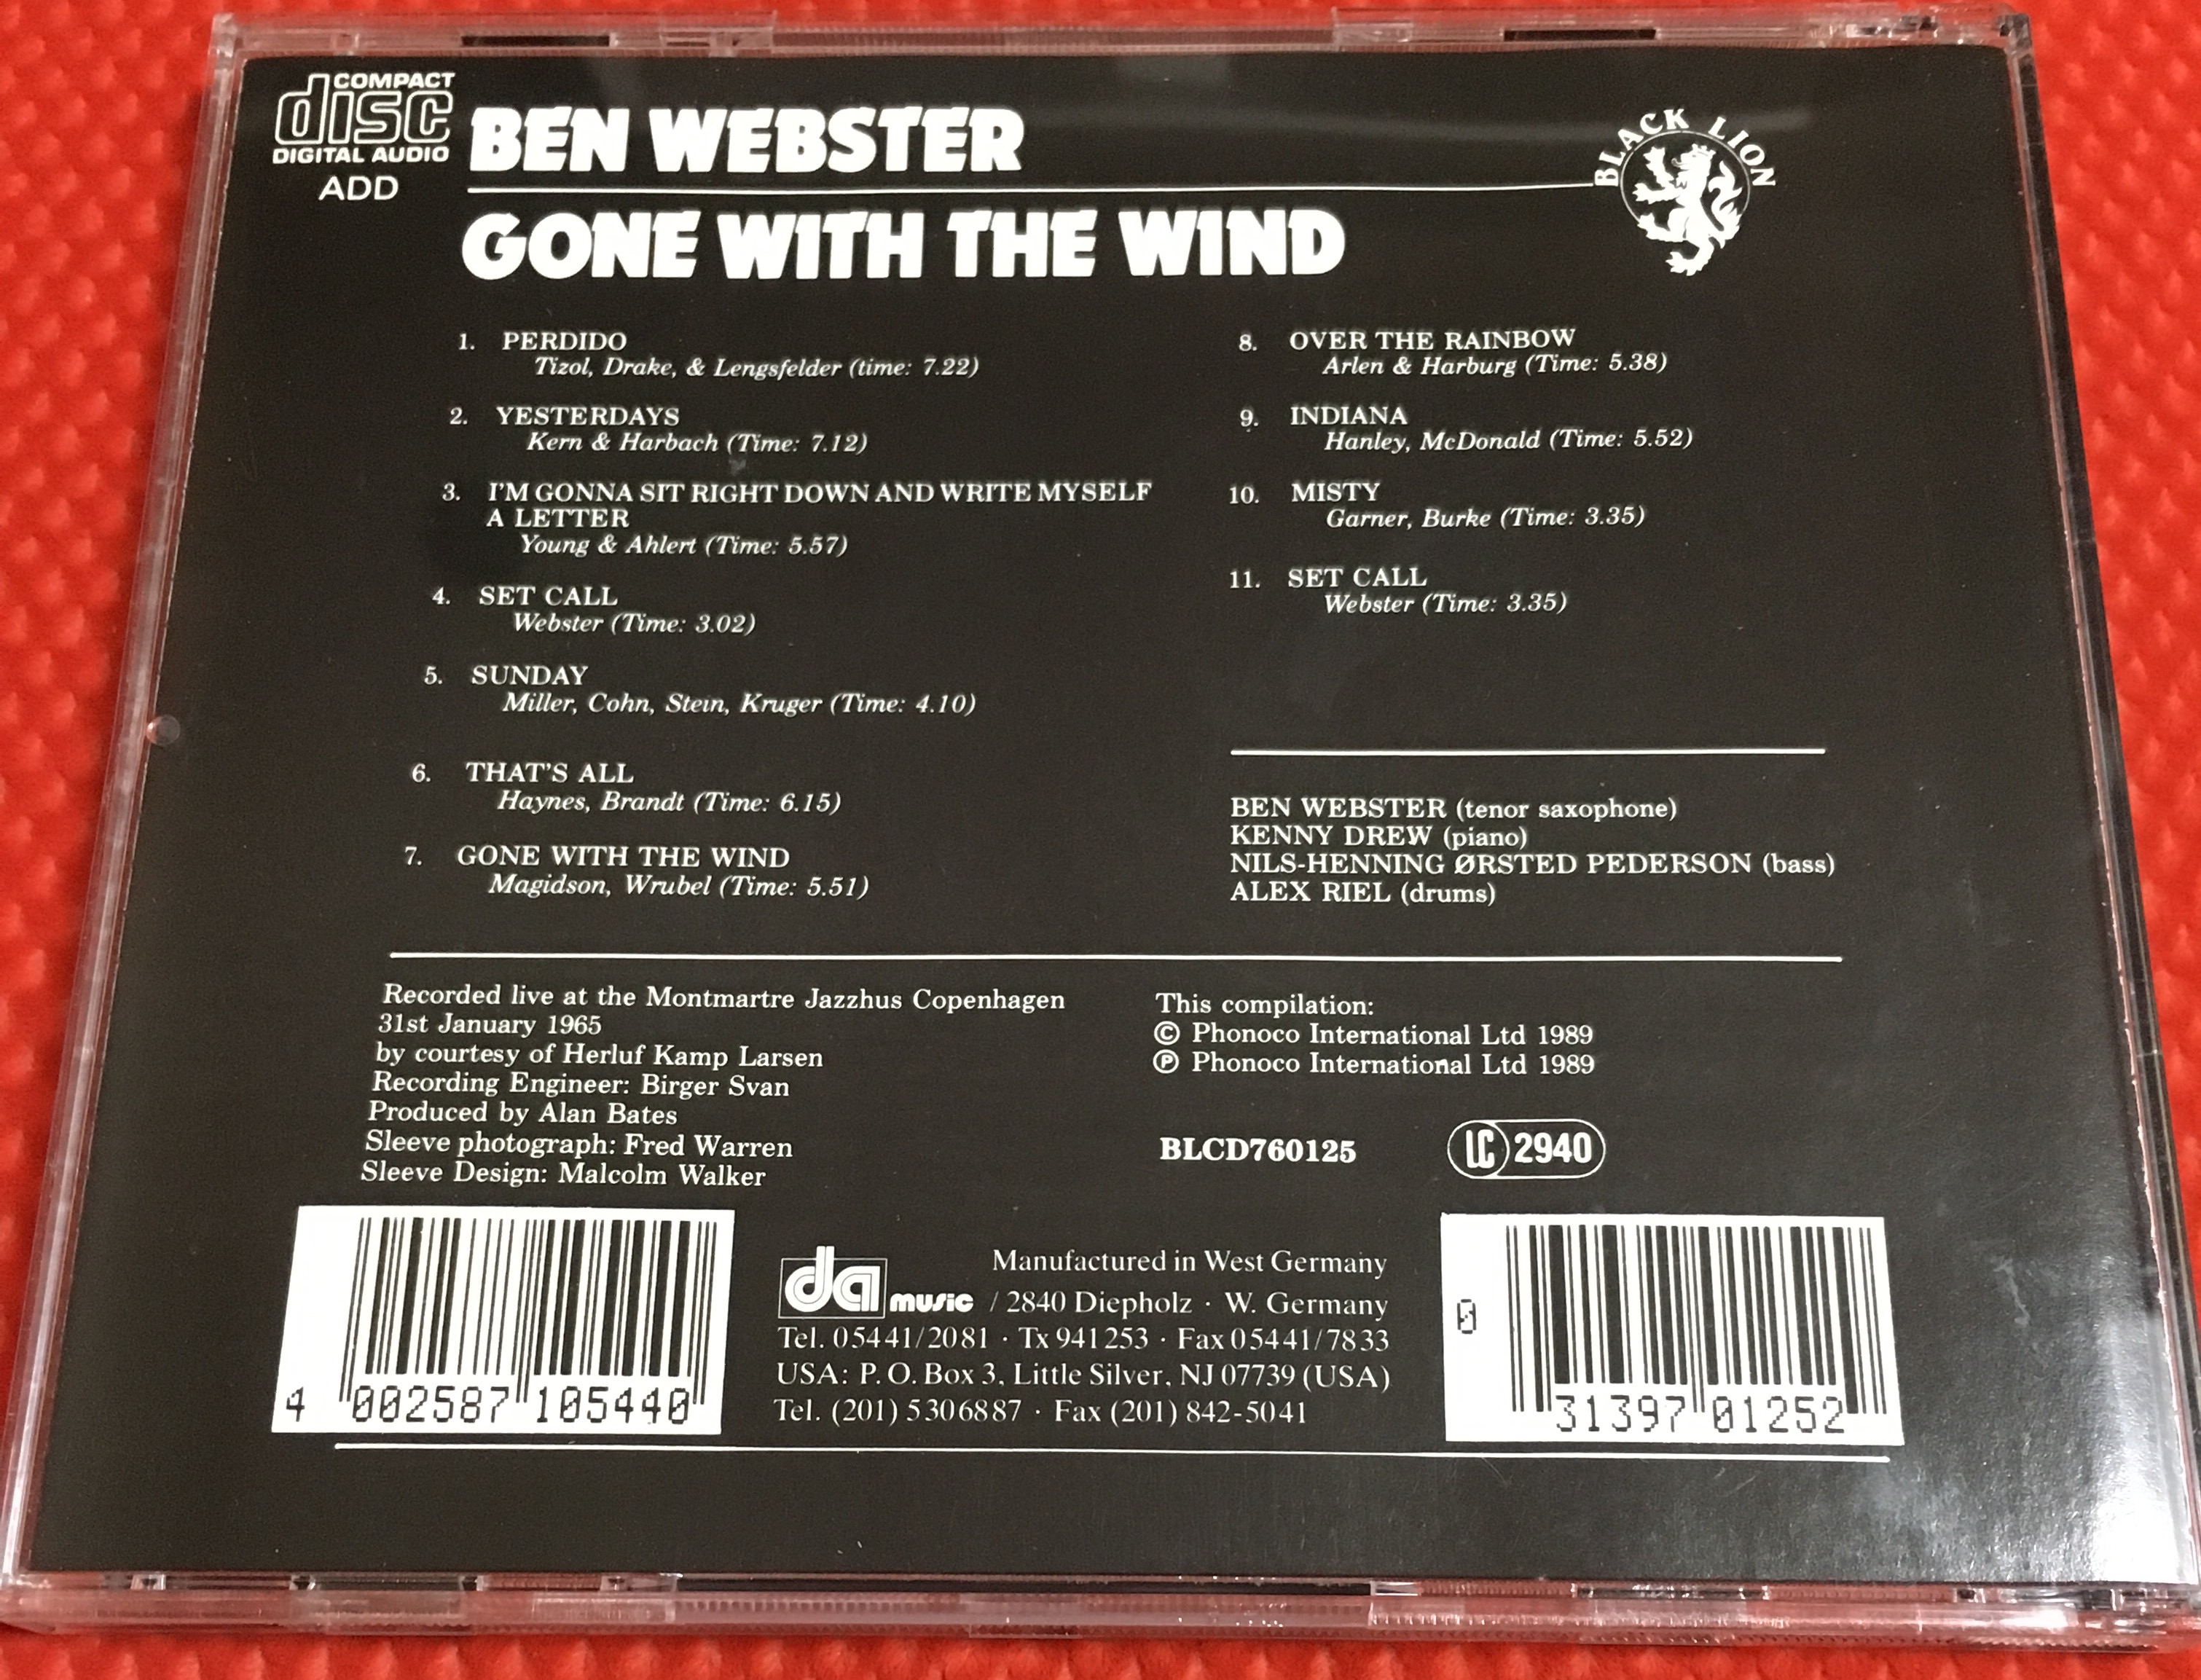 COMPACT
disc
DIGITAL AUDIO
ADD
BEN WEBSTER
GONE WITH THE WIND
BLACK LION
1. PERDIDO
Tizol, Drake, & Lengsfelder (time: 7.22)
2. YESTERDAYS
Kern & Harbach (Time: 7.12)
3. I'M GONNA SIT RIGHT DOWN AND WRITE MYSELF
A LETTER
Young & Ahlert (Time: 5.57)
4. SET CALL
Webster (Time: 3.02)
5. SUNDAY
Miller, Cohn, Stein, Kruger (Time: 4.10)
6. THAT'S ALL
Haynes, Brandt (Time: 6.15)
7. GONE WITH THE WIND
Magidson, Wrubel (Time: 5.51)
8. OVER THE RAINBOW
Arlen & Harburg (Time: 5.38)
9. INDIANA
Hanley, McDonald (Time: 5.52)
10. MISTY
Garner, Burke (Time: 3.35)
11. SET CALL
Webster (Time: 3.35)
BEN WEBSTER (tenor saxophone)
KENNY DREW (piano)
NILS-HENNING ØRSTED PEDERSON (bass)
ALEX RIEL (drums)
Recorded live at the Montmartre Jazzhus Copenhagen
31st January 1965
by courtesy of Herluf Kamp Larsen
Recording Engineer: Birger Svan
Produced by Alan Bates
Sleeve photograph: Fred Warren
Sleeve Design: Malcolm Walker
This compilation:
© Phonoco International Ltd 1989
℗ Phonoco International Ltd 1989
BLCD760125
LC 2940
4 002587 105440
Manufactured in West Germany
da music / 2840 Diepholz · W. Germany
Tel. 05441/2081 · Tx 941253 · Fax 05441/7833
USA: P.O. Box 3, Little Silver, NJ 07739 (USA)
Tel. (201) 5306887 · Fax (201) 842-5041
0 31397 01252